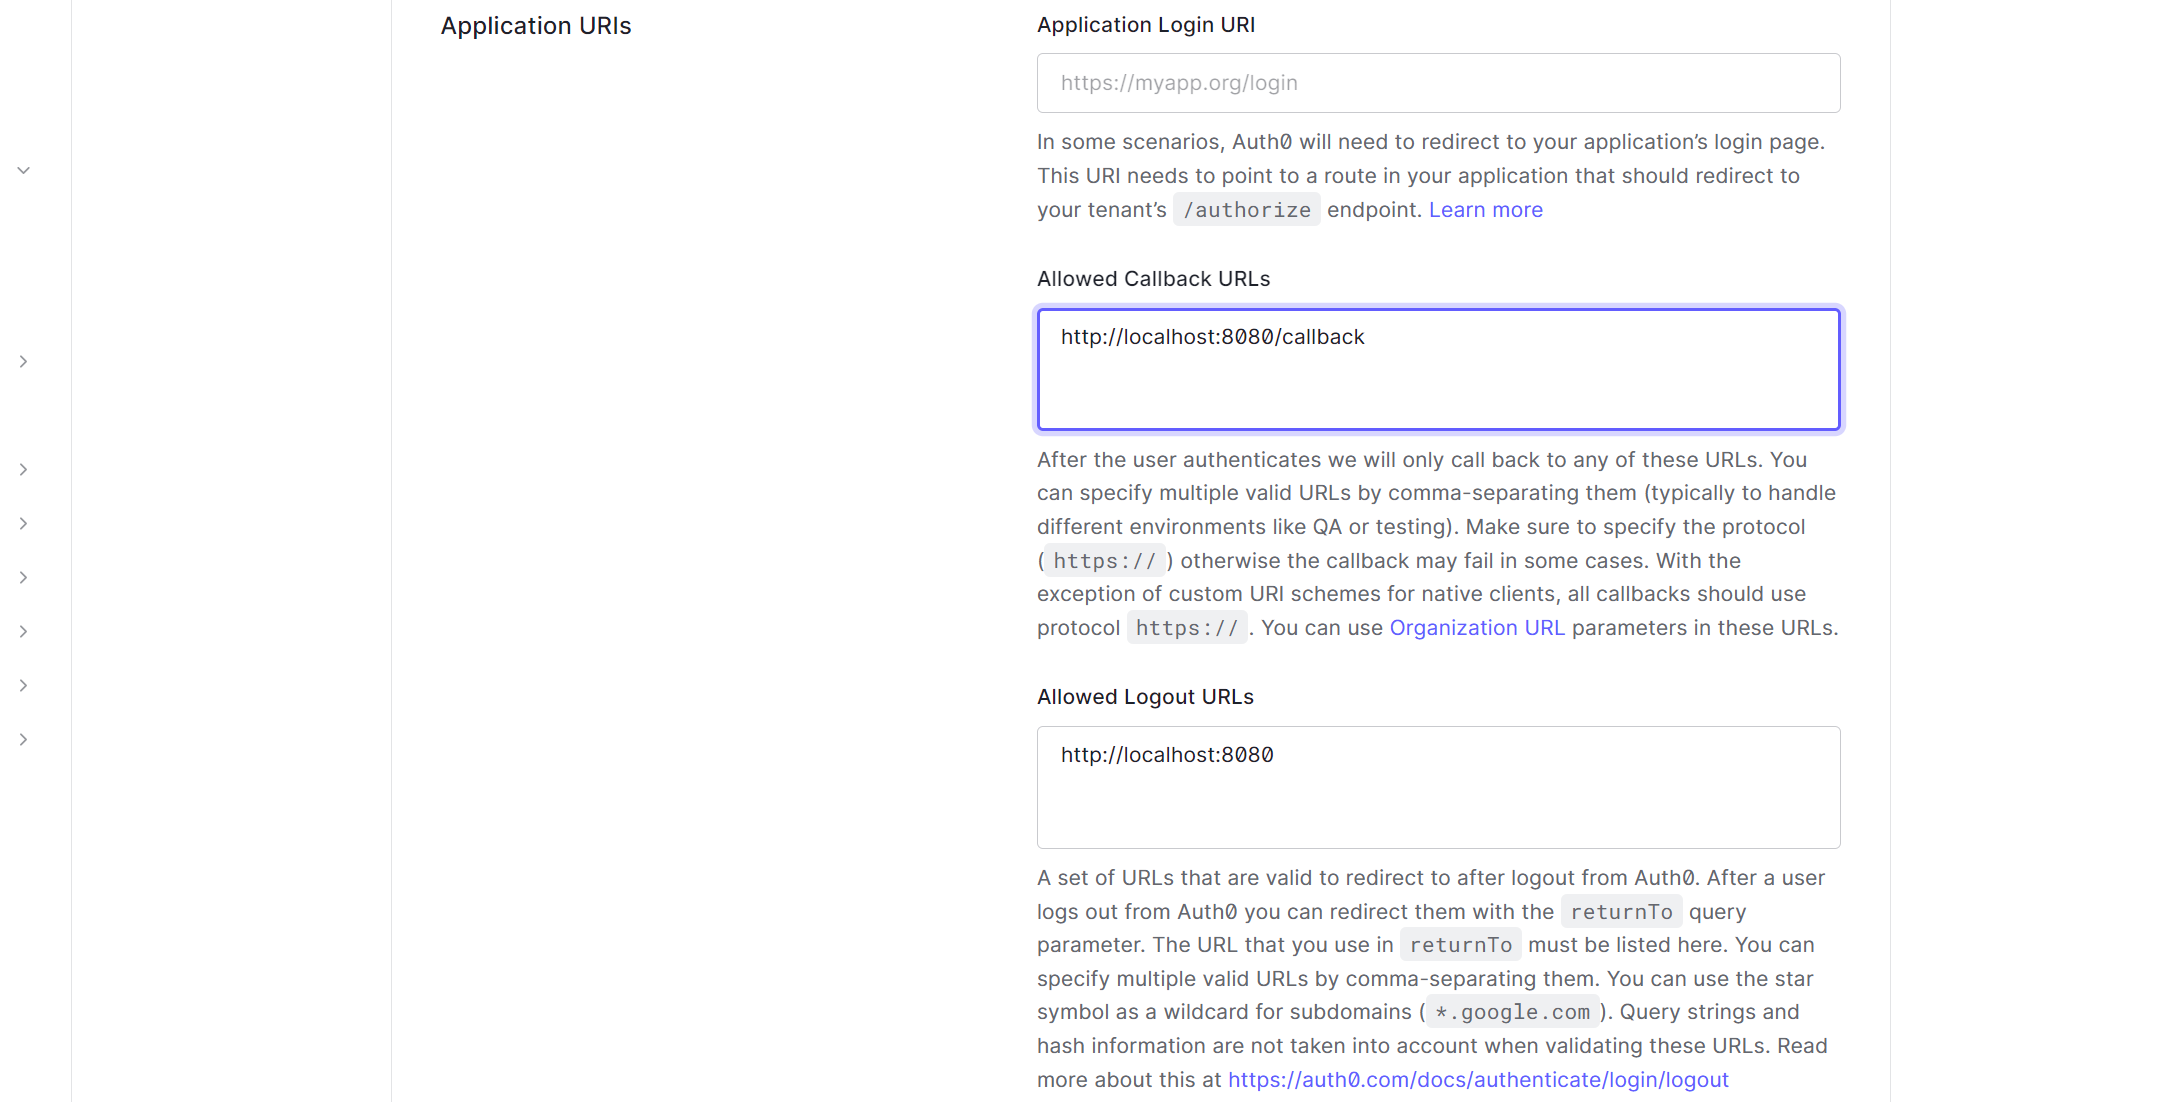 Application URIs
Application Login URI
https://myapp.org/login
In some scenarios, Auth0 will need to redirect to your application’s login page.
This URI needs to point to a route in your application that should redirect to
your tenant’s /authorize endpoint. Learn more
Allowed Callback URLs
http://localhost:8080/callback
After the user authenticates we will only call back to any of these URLs. You
can specify multiple valid URLs by comma-separating them (typically to handle
different environments like QA or testing). Make sure to specify the protocol
( https:// ) otherwise the callback may fail in some cases. With the
exception of custom URI schemes for native clients, all callbacks should use
protocol https:// . You can use Organization URL parameters in these URLs.
Allowed Logout URLs
http://localhost:8080
A set of URLs that are valid to redirect to after logout from Auth0. After a user
logs out from Auth0 you can redirect them with the returnTo query
parameter. The URL that you use in returnTo must be listed here. You can
specify multiple valid URLs by comma-separating them. You can use the star
symbol as a wildcard for subdomains ( *.google.com ). Query strings and
hash information are not taken into account when validating these URLs. Read
more about this at https://auth0.com/docs/authenticate/login/logout